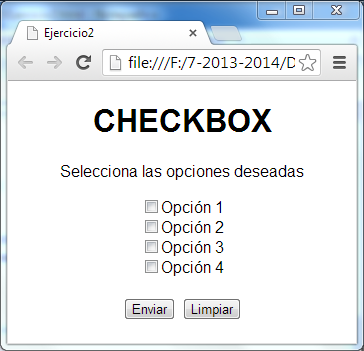 Ejercicio2
file:///F:/7-2013-2014/D
CHECKBOX
Selecciona las opciones deseadas
Opción 1
Opción 2
Opción 3
Opción 4
Enviar Limpiar